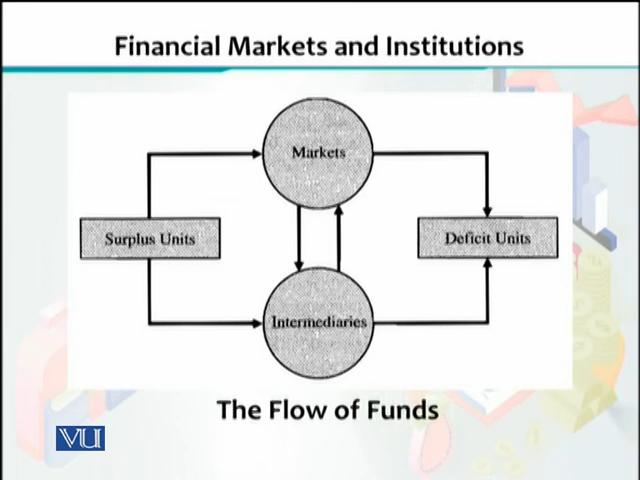 Financial Markets and Institutions
Markets
Surplus Units
Deficit Units
Intermediaries
The Flow of Funds
VU